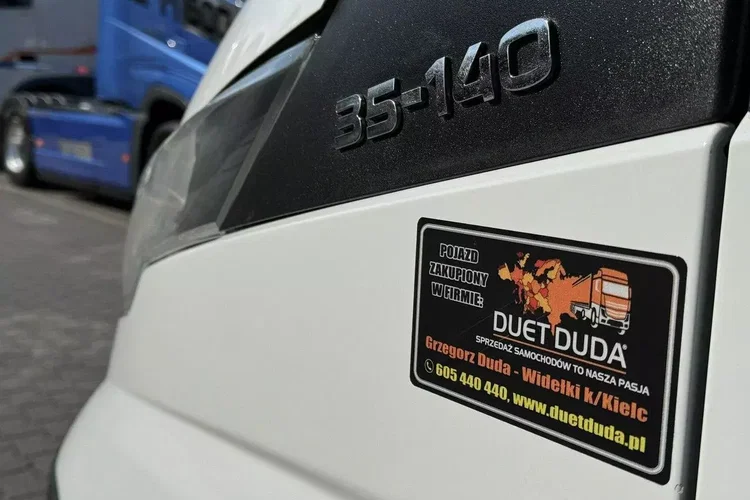 35-140
POJAZD
ZAKUPIONY
W FIRMIE:
DUET DUDA®
SPRZEDAŻ SAMOCHODÓW TO NASZA PASJA
Grzegorz Duda - Widełki k/Kielc
605 440 440, www.duetduda.pl